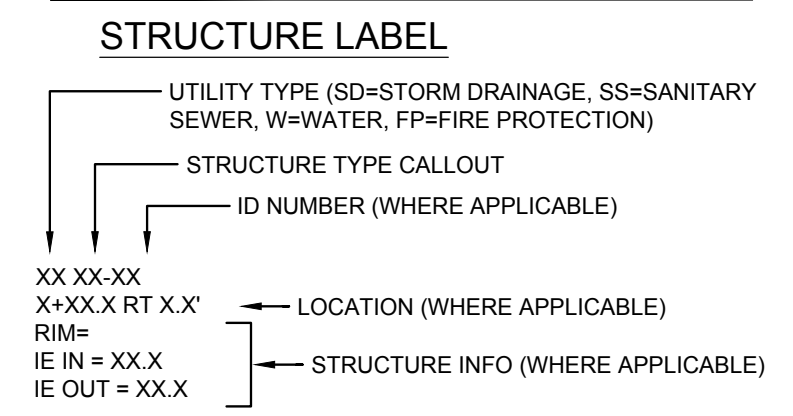 STRUCTURE LABEL
UTILITY TYPE (SD=STORM DRAINAGE, SS=SANITARY
SEWER, W=WATER, FP=FIRE PROTECTION)
STRUCTURE TYPE CALLOUT
ID NUMBER (WHERE APPLICABLE)
XX XX-XX
X+XX.X RT X.X'
LOCATION (WHERE APPLICABLE)
RIM=
IE IN = XX.X
STRUCTURE INFO (WHERE APPLICABLE)
IE OUT = XX.X